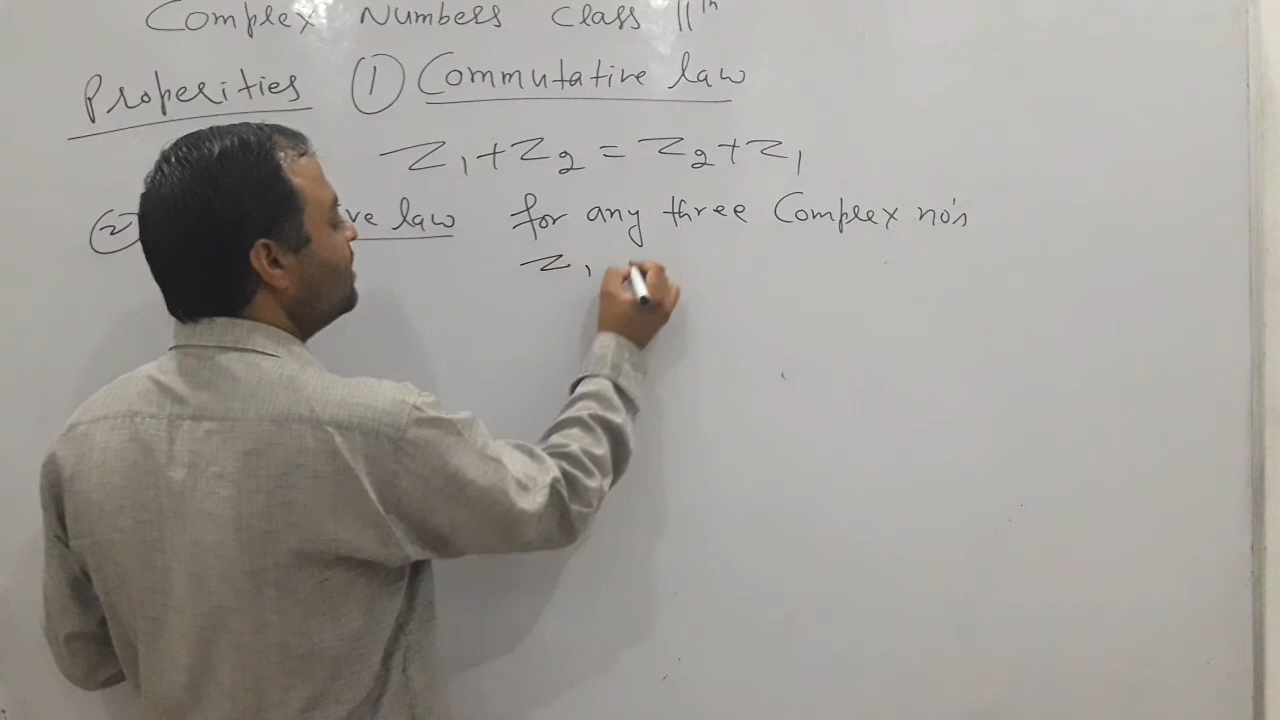 Complex Numbers Class 11th
Properities ① Commutative law
Z₁+Z₂=Z₂+Z₁
② ve law for any three Complex no's
Z₁